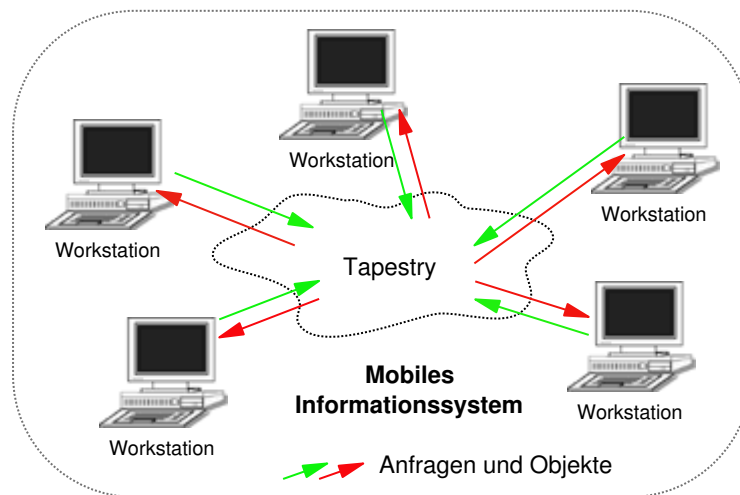 Workstation
Workstation
Workstation
Workstation
Tapestry
Mobiles
Informationssystem
Workstation
Workstation
Anfragen und Objekte